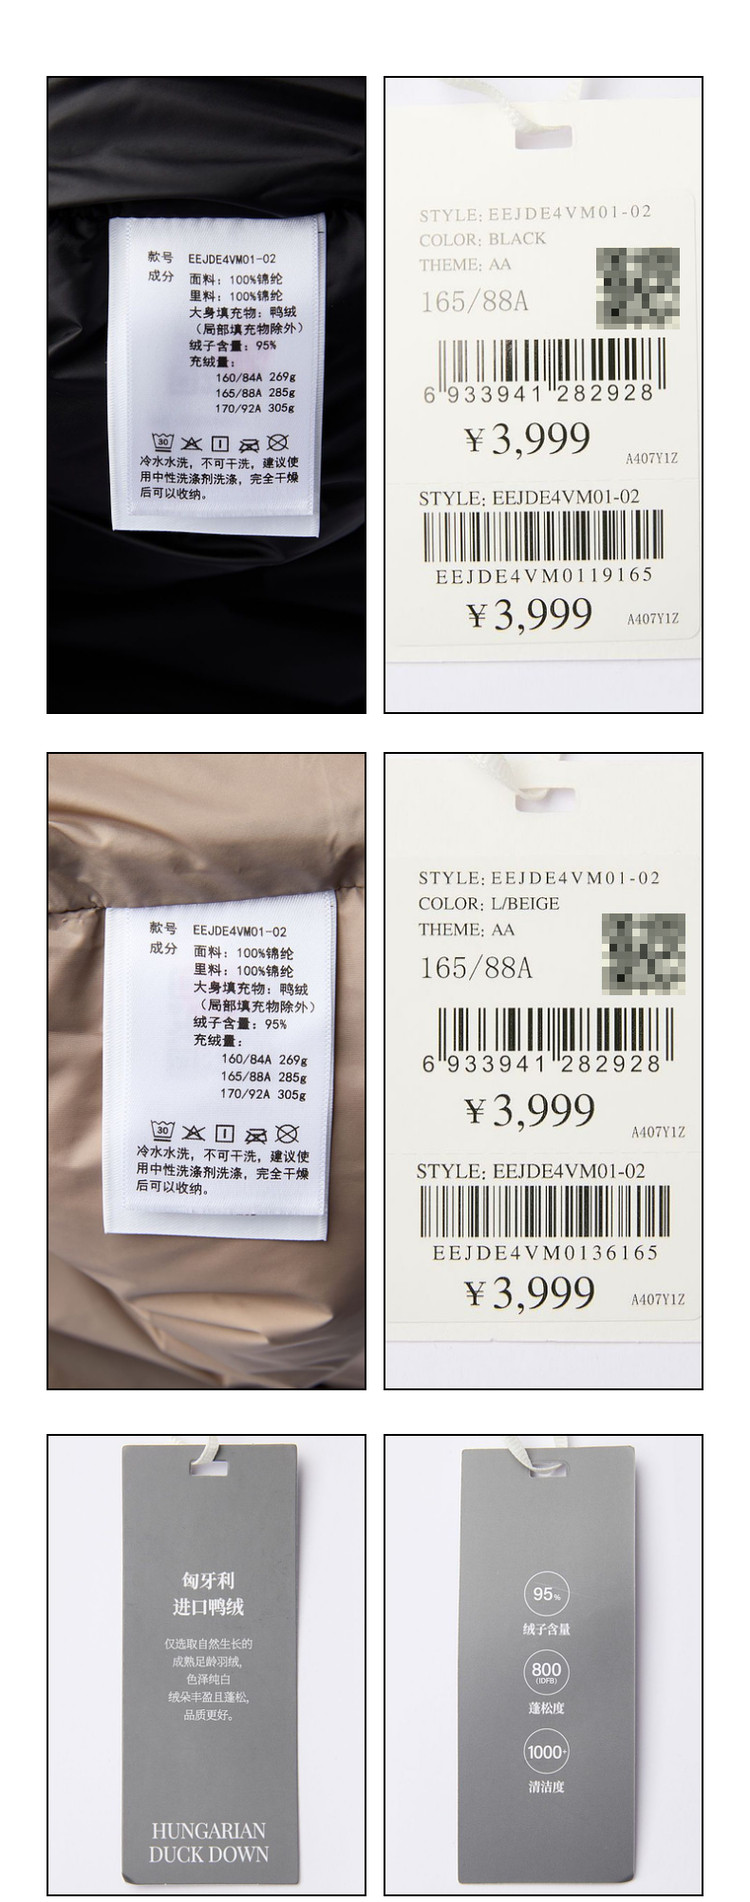 款号 EEJDE4VM01-02
成分 面料：100%锦纶
里料：100%锦纶
大身填充物：鸭绒
（局部填充物除外）
绒子含量：95%
充绒量：
160/84A 269g
165/88A 285g
170/92A 305g
30
冷水水洗，不可干洗，建议使
用中性洗涤剂洗涤，完全干燥
后可以收纳。
STYLE: EEJDE4VM01-02
COLOR: BLACK
THEME: AA
165/88A
6 933941 282928
¥3,999
A407Y1Z
STYLE: EEJDE4VM01-02
EEJDE4VM0119165
¥3,999
A407Y1Z
款号 EEJDE4VM01-02
成分 面料：100%锦纶
里料：100%锦纶
大身填充物：鸭绒
（局部填充物除外）
绒子含量：95%
充绒量：
160/84A 269g
165/88A 285g
170/92A 305g
30
冷水水洗，不可干洗，建议使
用中性洗涤剂洗涤，完全干燥
后可以收纳。
STYLE: EEJDE4VM01-02
COLOR: L/BEIGE
THEME: AA
165/88A
6 933941 282928
¥3,999
A407Y1Z
STYLE: EEJDE4VM01-02
EEJDE4VM0136165
¥3,999
A407Y1Z
匈牙利
进口鸭绒
仅选取自然生长的
成熟足龄羽绒，
色泽纯白
绒朵丰盈且蓬松，
品质更好。
HUNGARIAN
DUCK DOWN
95%
绒子含量
800
(IDFB)
蓬松度
1000+
清洁度